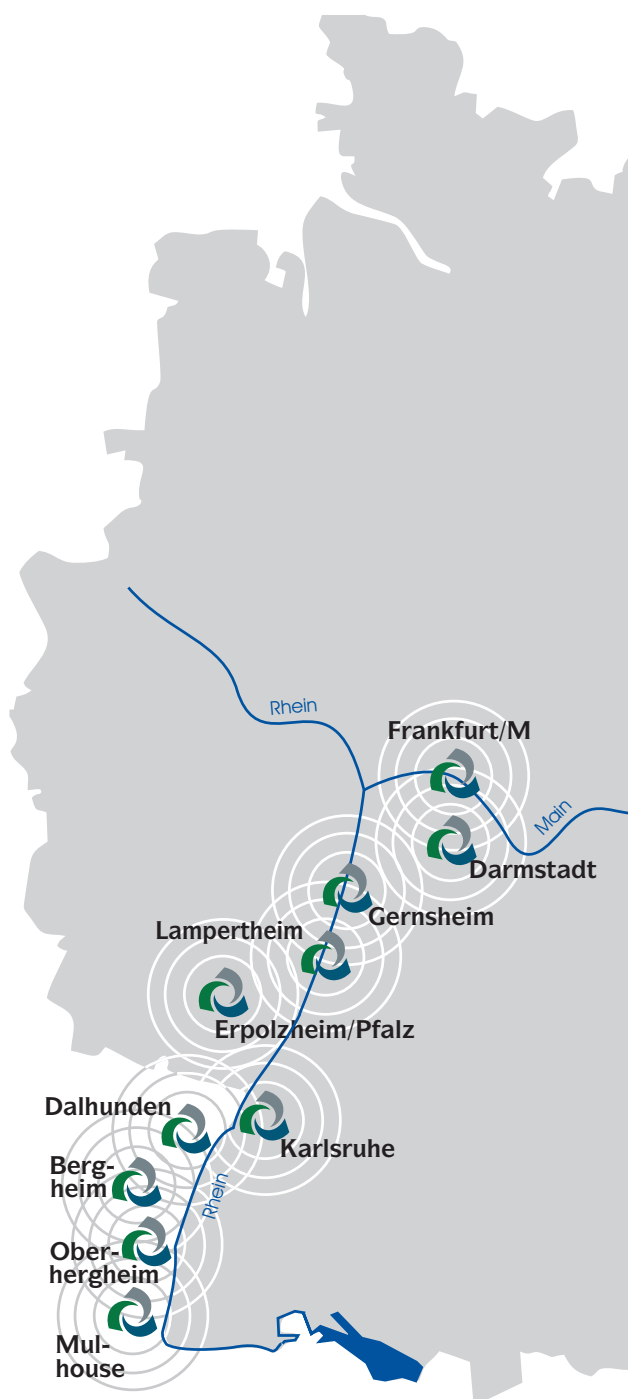 Rhein
Frankfurt/M
Main
Darmstadt
Gernsheim
Lampertheim
Erpolzheim/Pfalz
Dalhunden
Karlsruhe
Berg-
heim
Rhein
Ober-
hergheim
Mul-
house